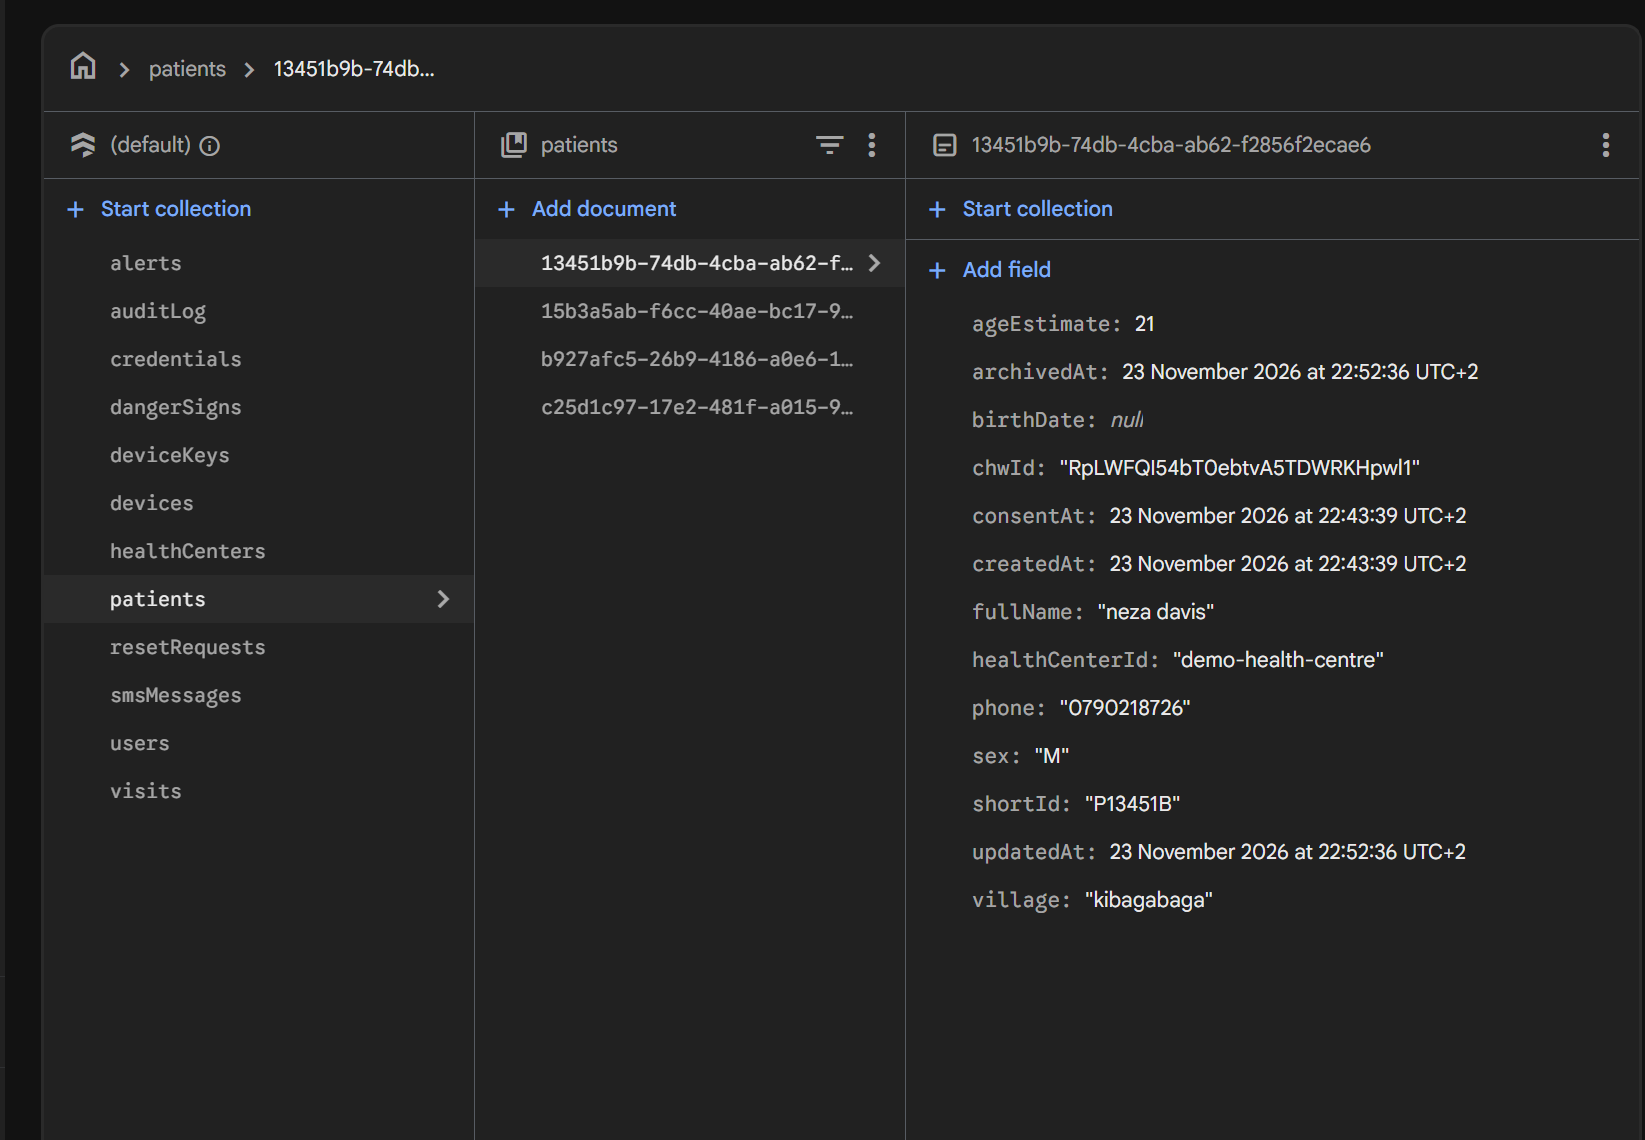 patients
13451b9b-74db...
(default)
Start collection
alerts
auditLog
credentials
dangerSigns
deviceKeys
devices
healthCenters
patients
resetRequests
smsMessages
users
visits
patients
Add document
13451b9b-74db-4cba-ab62-f…
15b3a5ab-f6cc-40ae-bc17-9…
b927afc5-26b9-4186-a0e6-1…
c25d1c97-17e2-481f-a015-9…
13451b9b-74db-4cba-ab62-f2856f2ecae6
Start collection
Add field
ageEstimate: 21
archivedAt: 23 November 2026 at 22:52:36 UTC+2
birthDate: null
chwId: "RpLWFQI54bT0ebtvA5TDWRKHpwl1"
consentAt: 23 November 2026 at 22:43:39 UTC+2
createdAt: 23 November 2026 at 22:43:39 UTC+2
fullName: "neza davis"
healthCenterId: "demo-health-centre"
phone: "0790218726"
sex: "M"
shortId: "P13451B"
updatedAt: 23 November 2026 at 22:52:36 UTC+2
village: "kibagabaga"